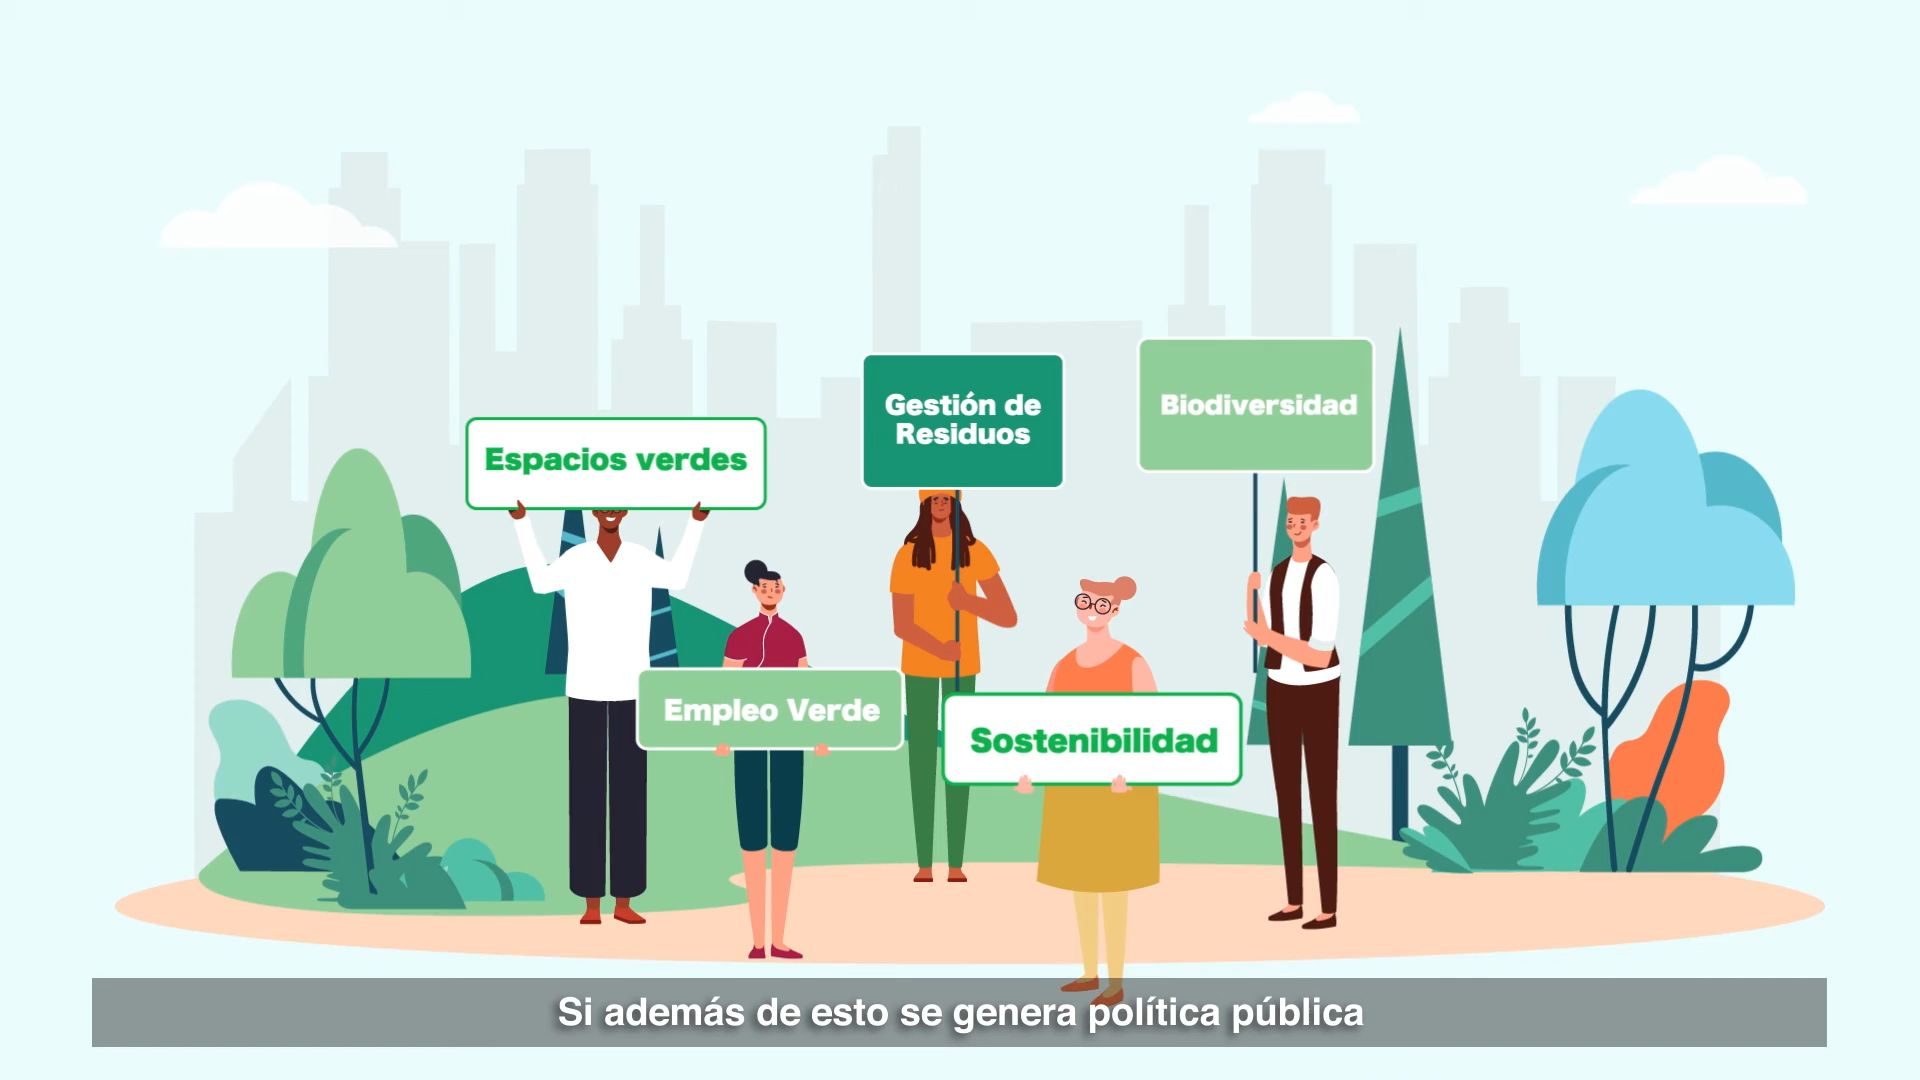 Espacios verdes
Gestión de
Residuos
Biodiversidad
Empleo Verde
Sostenibilidad
Si además de esto se genera política pública